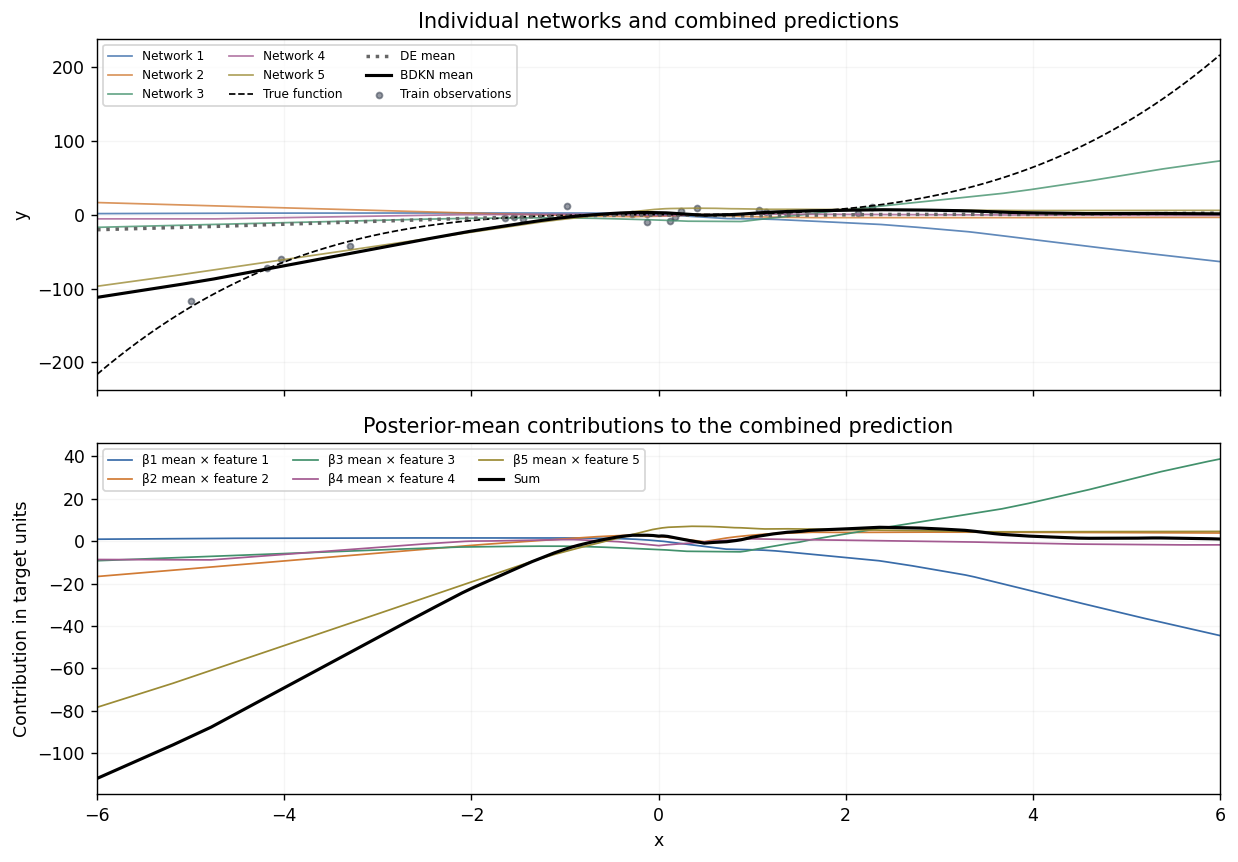 Individual networks and combined predictions
Network 1 Network 4 DE mean
Network 2 Network 5 BDKN mean
Network 3 True function Train observations
200
100
0
−100
−200
y
Posterior-mean contributions to the combined prediction
β1 mean × feature 1 β3 mean × feature 3 β5 mean × feature 5
β2 mean × feature 2 β4 mean × feature 4 Sum
40
20
0
−20
−40
−60
−80
−100
Contribution in target units
−6 −4 −2 0 2 4 6
x